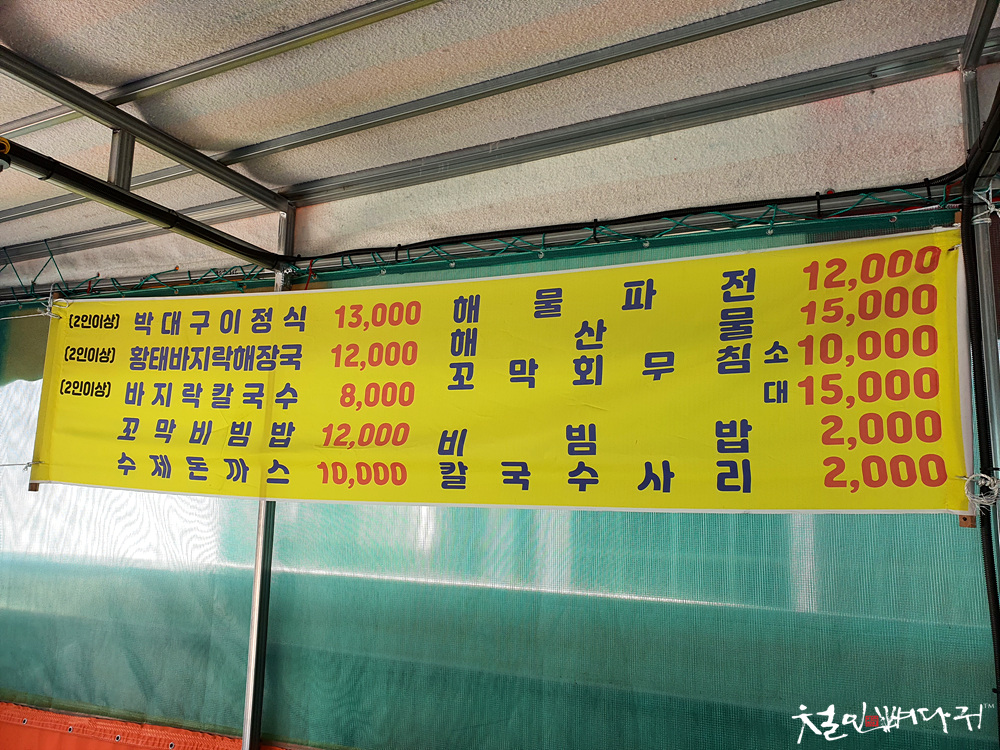 (2인이상) 박대구이정식 13,000
(2인이상) 황태바지락해장국 12,000
(2인이상) 바지락칼국수 8,000
꼬막비빔밥 12,000
수제돈까스 10,000
해물파전 12,000
해산물 15,000
꼬막회무침 소 10,000
대 15,000
비빔밥 2,000
칼국수사리 2,000